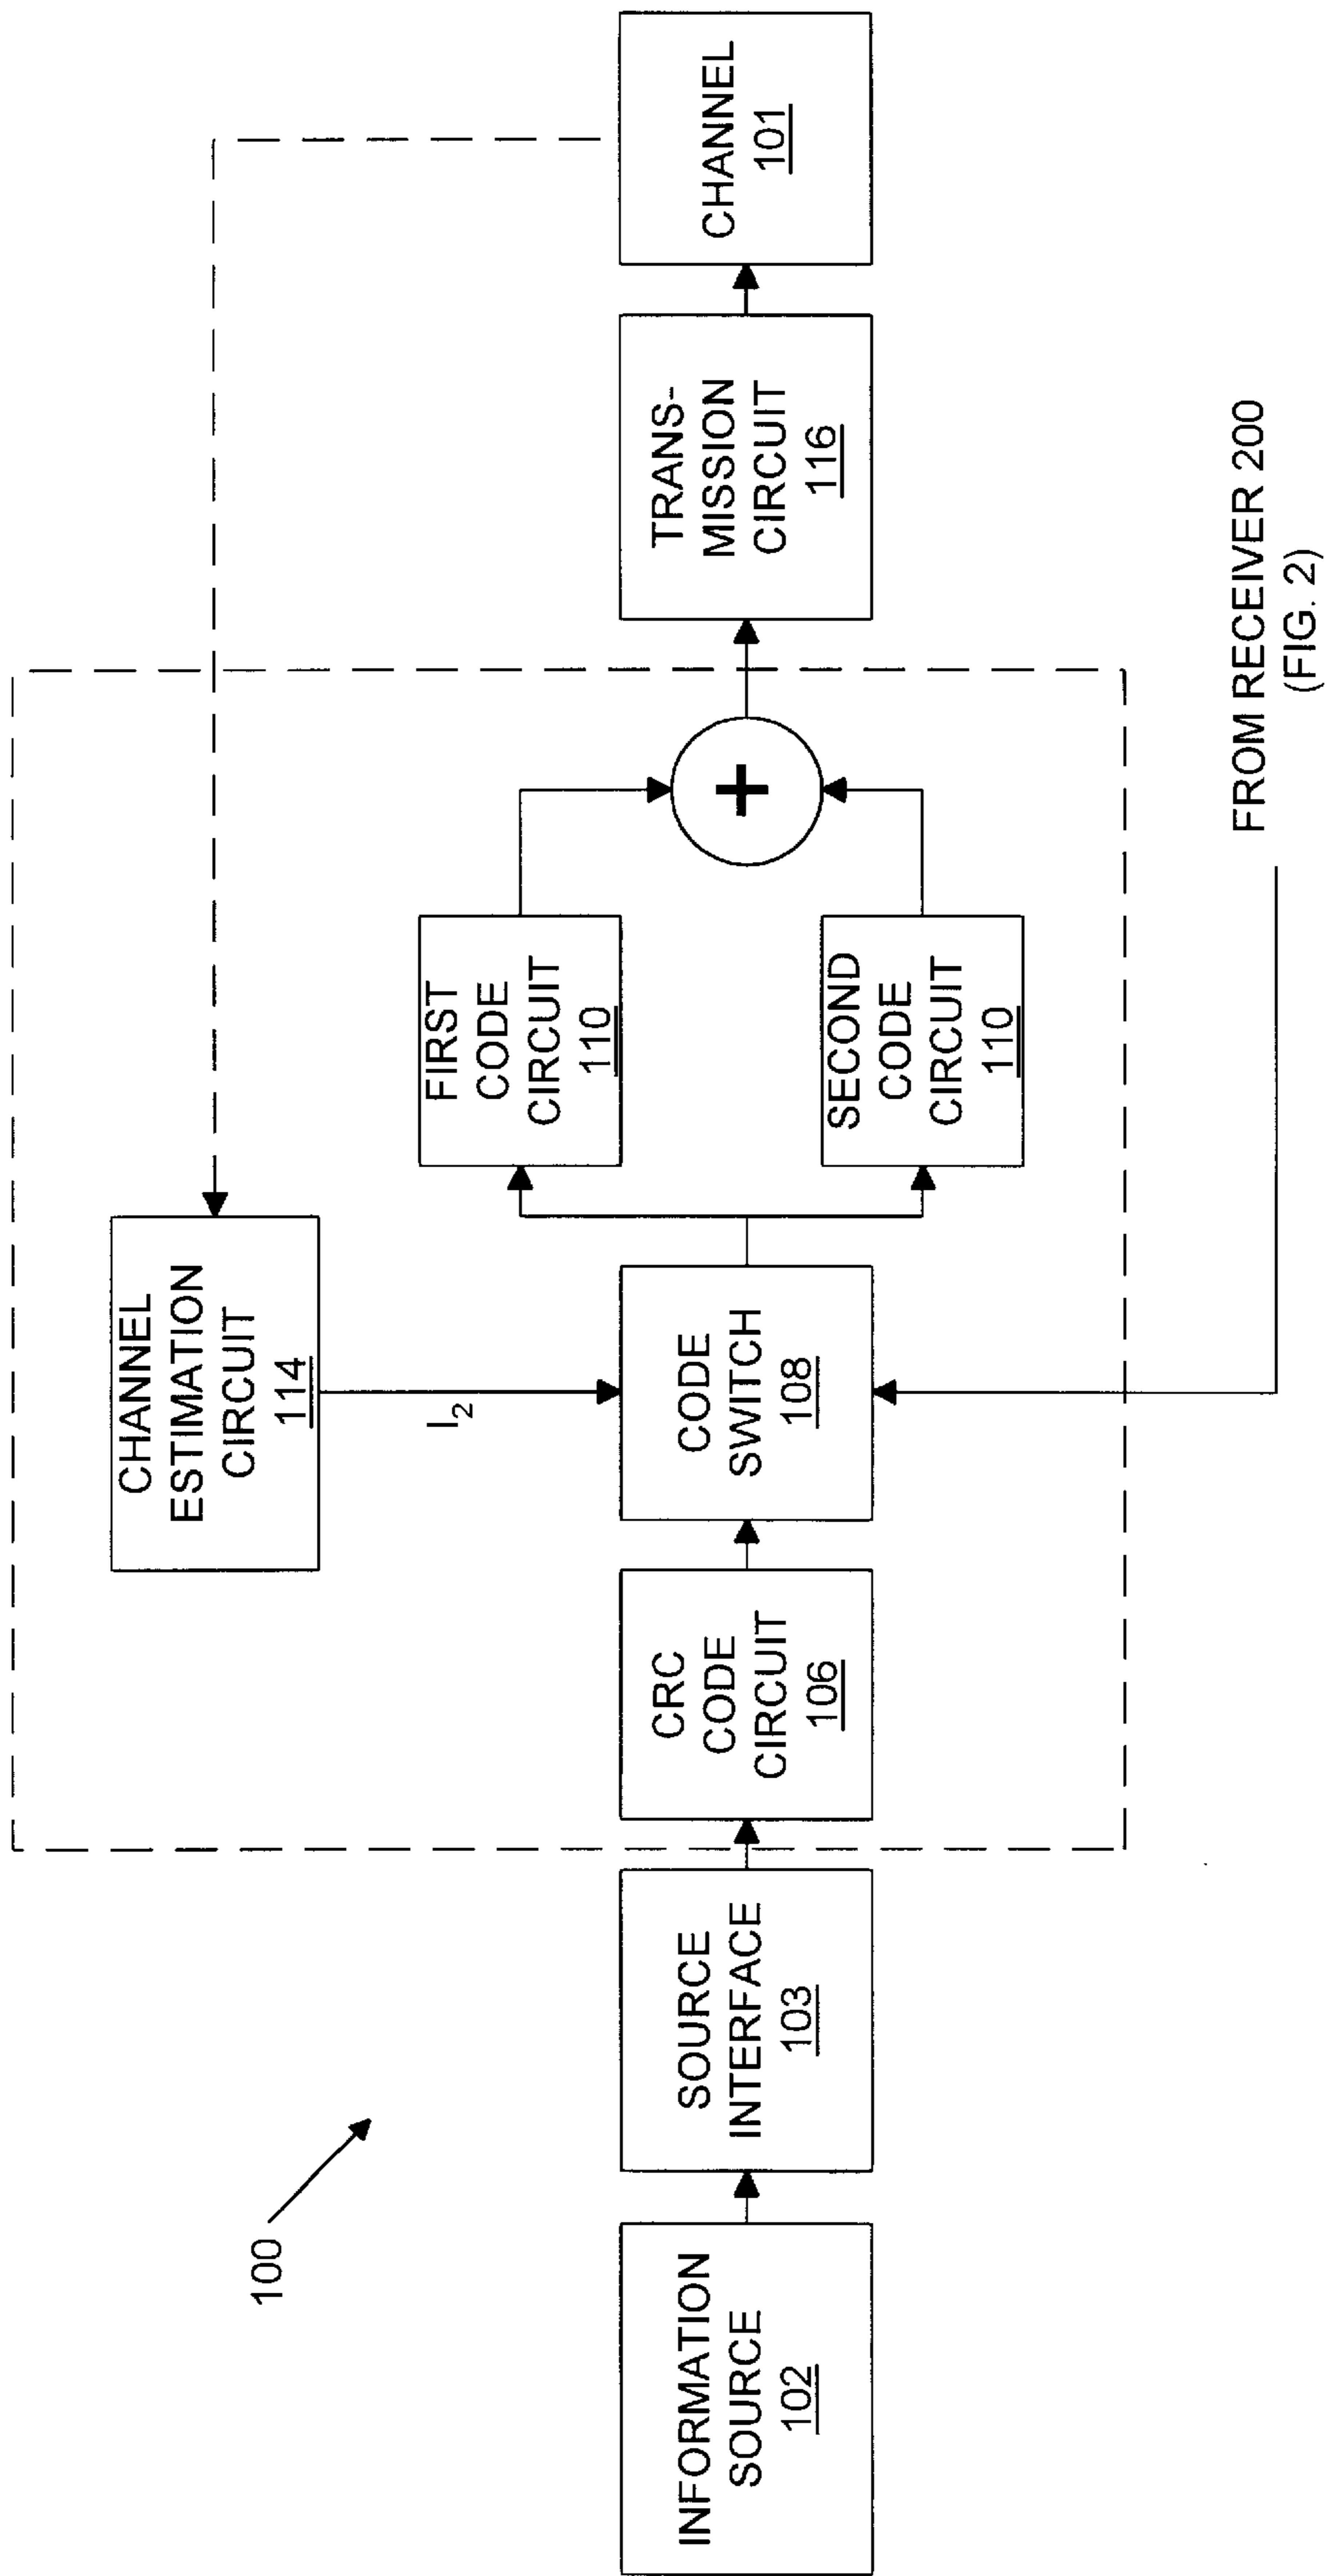 100
INFORMATION
SOURCE
102
SOURCE
INTERFACE
103
CRC
CODE
CIRCUIT
106
CODE
SWITCH
108
CHANNEL
ESTIMATION
CIRCUIT
114
I2
FIRST
CODE
CIRCUIT
110
SECOND
CODE
CIRCUIT
110
+
TRANS-
MISSION
CIRCUIT
116
CHANNEL
101
FROM RECEIVER 200
(FIG. 2)